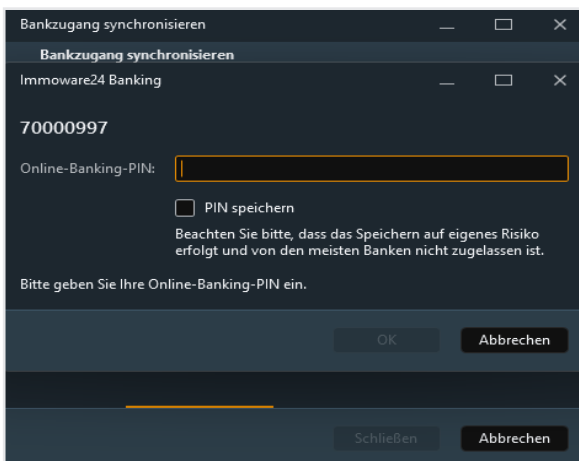 Bankzugang synchronisieren
Bankzugang synchronisieren
Immoware24 Banking
70000997
Online-Banking-PIN:
PIN speichern
Beachten Sie bitte, dass das Speichern auf eigenes Risiko
erfolgt und von den meisten Banken nicht zugelassen ist.
Bitte geben Sie Ihre Online-Banking-PIN ein.
OK Abbrechen
Schließen Abbrechen